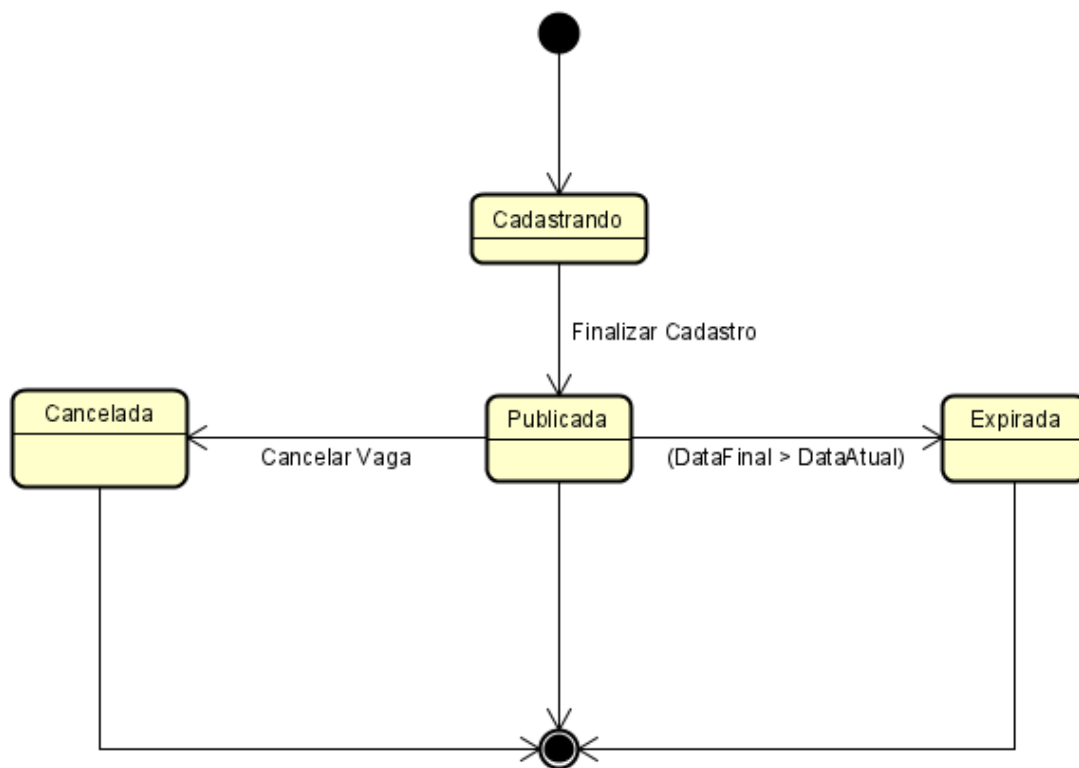 Cadastrando
Finalizar Cadastro
Cancelada
Publicada
Expirada
Cancelar Vaga
(DataFinal > DataAtual)